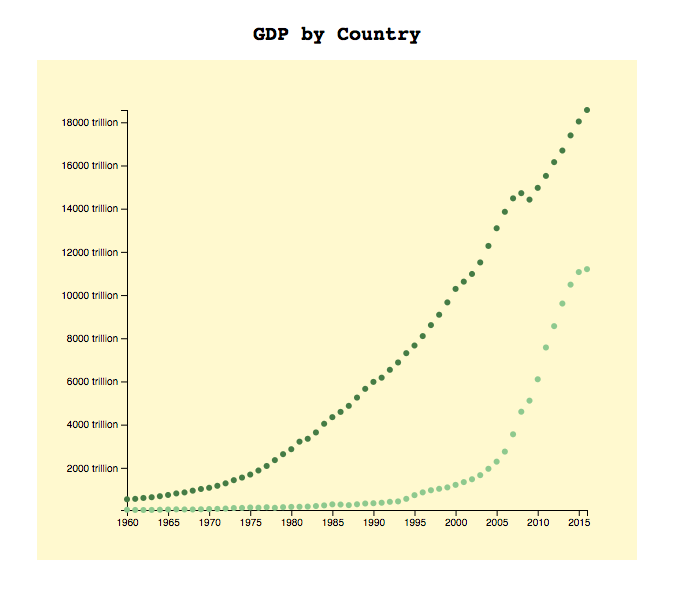 GDP by Country
18000 trillion
16000 trillion
14000 trillion
12000 trillion
10000 trillion
8000 trillion
6000 trillion
4000 trillion
2000 trillion
1960 1965 1970 1975 1980 1985 1990 1995 2000 2005 2010 2015